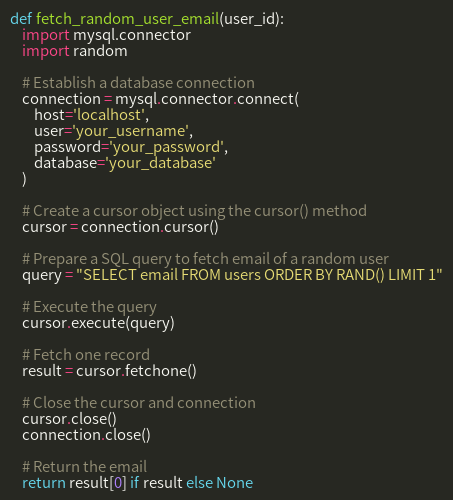 def fetch_random_user_email(user_id):
    import mysql.connector
    import random

    # Establish a database connection
    connection = mysql.connector.connect(
        host='localhost',
        user='your_username',
        password='your_password',
        database='your_database'
    )

    # Create a cursor object using the cursor() method
    cursor = connection.cursor()

    # Prepare a SQL query to fetch email of a random user
    query = "SELECT email FROM users ORDER BY RAND() LIMIT 1"

    # Execute the query
    cursor.execute(query)

    # Fetch one record
    result = cursor.fetchone()

    # Close the cursor and connection
    cursor.close()
    connection.close()

    # Return the email
    return result[0] if result else None